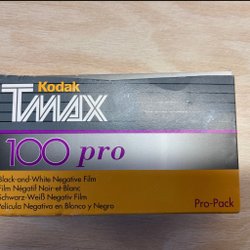 Kodak
TMAX
100 pro
Black-and-White Negative Film
Film Négatif Noir-et-Blanc
Schwarz-Weiß Negativ Film
Película Negativa en Blanco y Negro
Pro-Pack